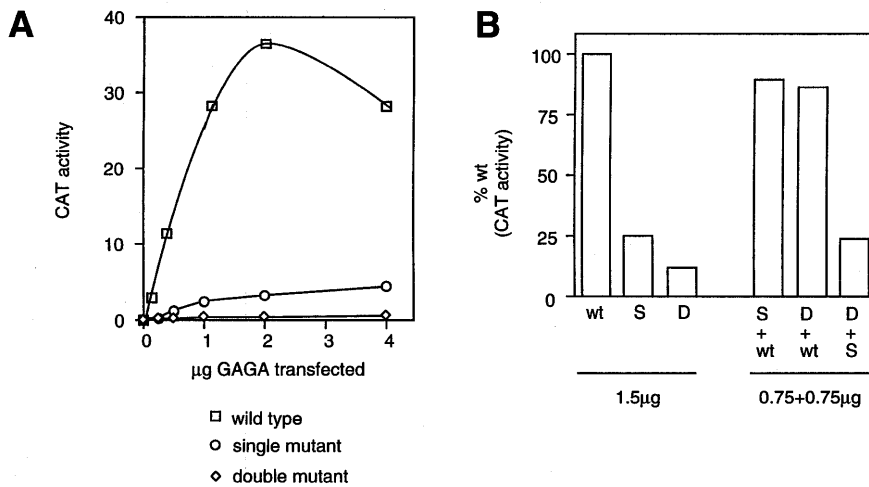 A
CAT activity
40
30
20
10
0
0 1 2 3 4
µg GAGA transfected
wild type
single mutant
double mutant
B
% wt
(CAT activity)
100
75
50
25
0
wt S D
S D D
+ + +
wt wt S
1.5µg 0.75+0.75µg